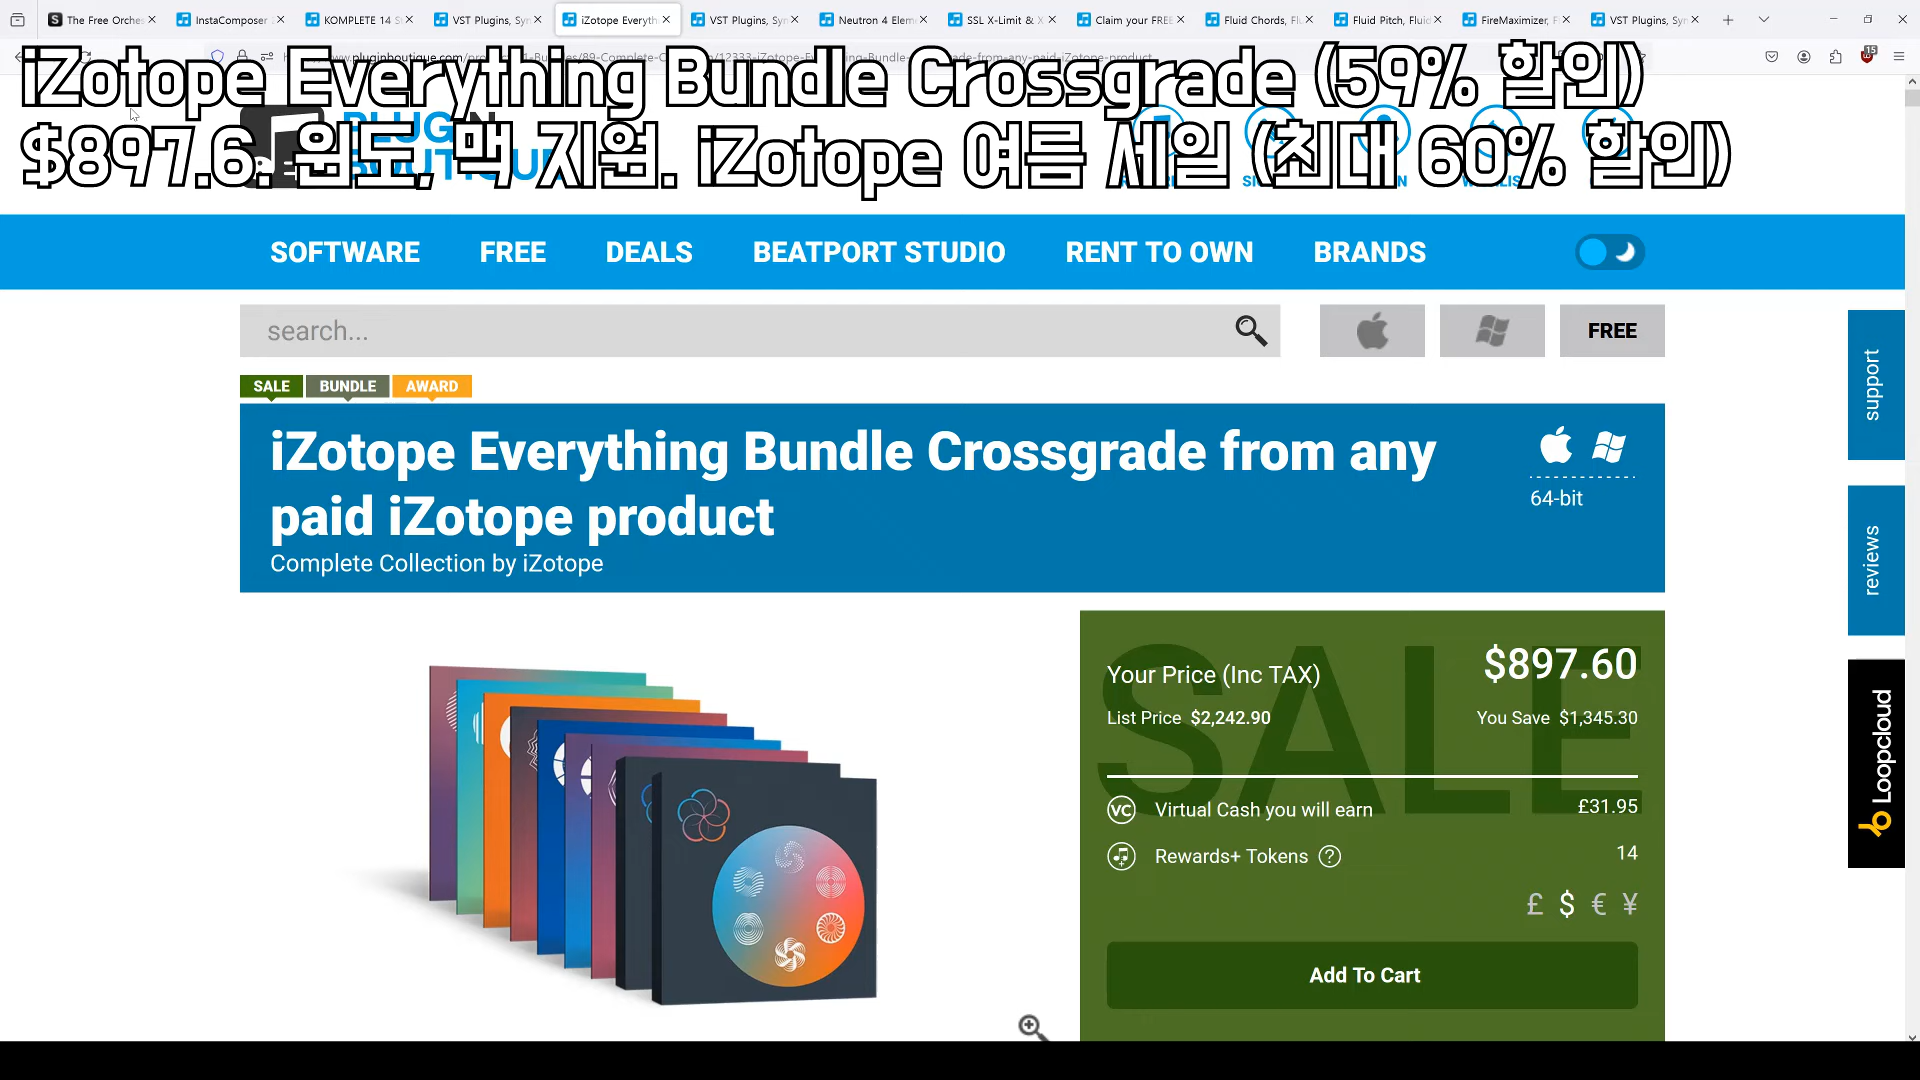 The Free Orches
InstaComposer
KOMPLETE 14 S
VST Plugins, Syn
iZotope Everyth
VST Plugins, Syn
Neutron 4 Elem
SSL X-Limit & X
Claim your FREE
Fluid Chords, Fl
Fluid Pitch, Fluid
FireMaximizer, F
VST Plugins, Syn
iZotope Everything Bundle Crossgrade (59% 할인)
$897.6. 윈도, 맥 지원. iZotope 여름 세일 (최대 60% 할인)
15
SOFTWARE FREE DEALS BEATPORT STUDIO RENT TO OWN BRANDS
search...
FREE
SALE BUNDLE AWARD
iZotope Everything Bundle Crossgrade from any
paid iZotope product
Complete Collection by iZotope
64-bit
support
reviews
Loopcloud
SALE
Your Price (Inc TAX) $897.60
List Price $2,242.90 You Save $1,345.30
VC Virtual Cash you will earn £31.95
Rewards+ Tokens ? 14
£ $ € ¥
Add To Cart